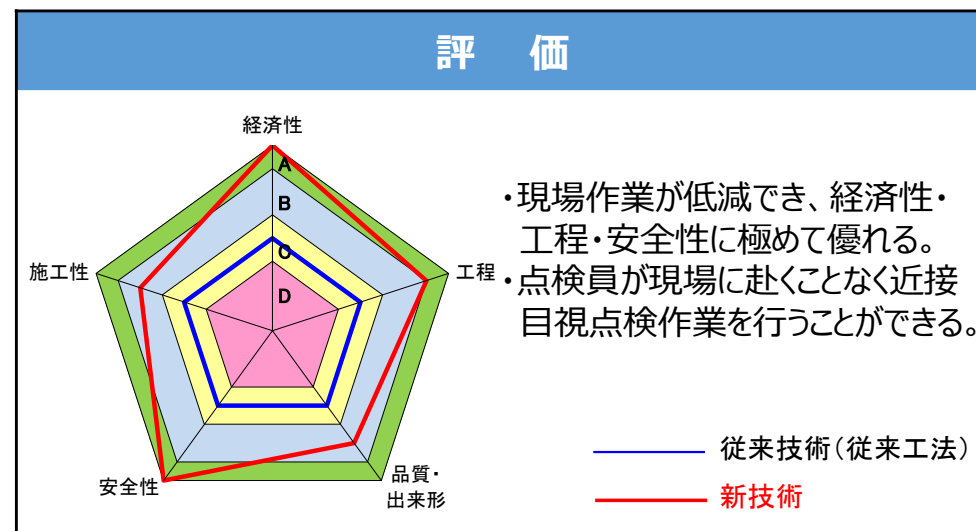 評 価
経済性
A
B
C
D
施工性
工程
安全性
品質・
出来形
・現場作業が低減でき、経済性・
工程・安全性に極めて優れる。
・点検員が現場に赴くことなく近接
目視点検作業を行うことができる。
従来技術(従来工法)
新技術